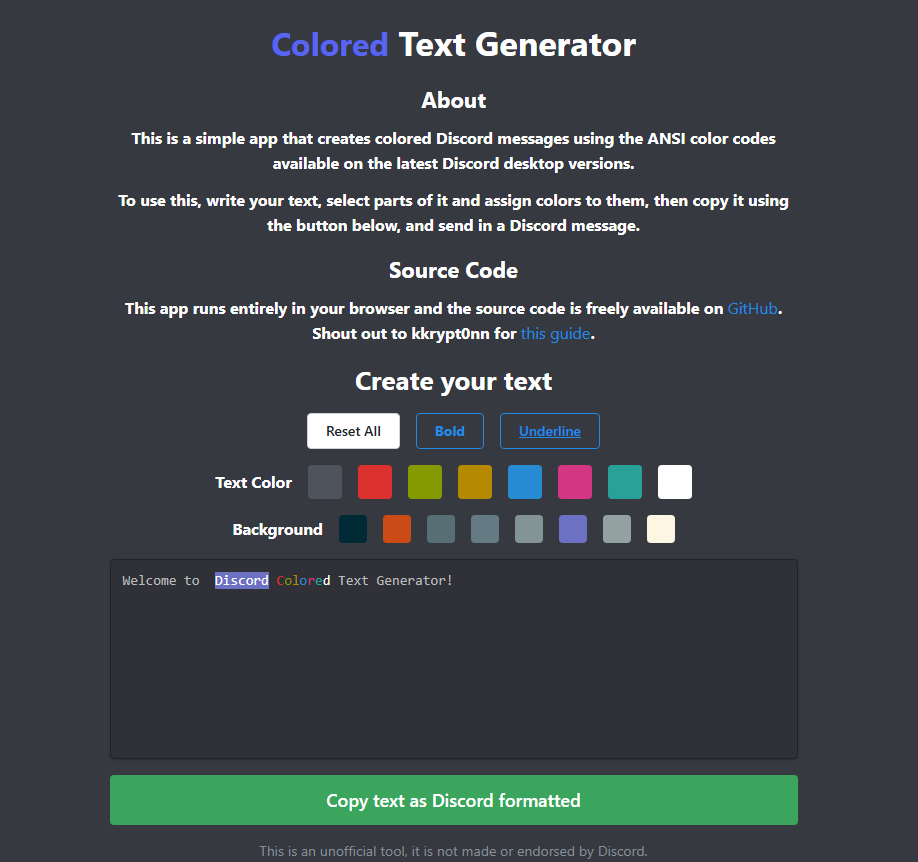 Colored Text Generator
About
This is a simple app that creates colored Discord messages using the ANSI color codes
available on the latest Discord desktop versions.
To use this, write your text, select parts of it and assign colors to them, then copy it using
the button below, and send in a Discord message.
Source Code
This app runs entirely in your browser and the source code is freely available on GitHub.
Shout out to kkrypt0nn for this guide.
Create your text
Reset All Bold Underline
Text Color
Background
Welcome to  Discord Colored Text Generator!
Copy text as Discord formatted
This is an unofficial tool, it is not made or endorsed by Discord.